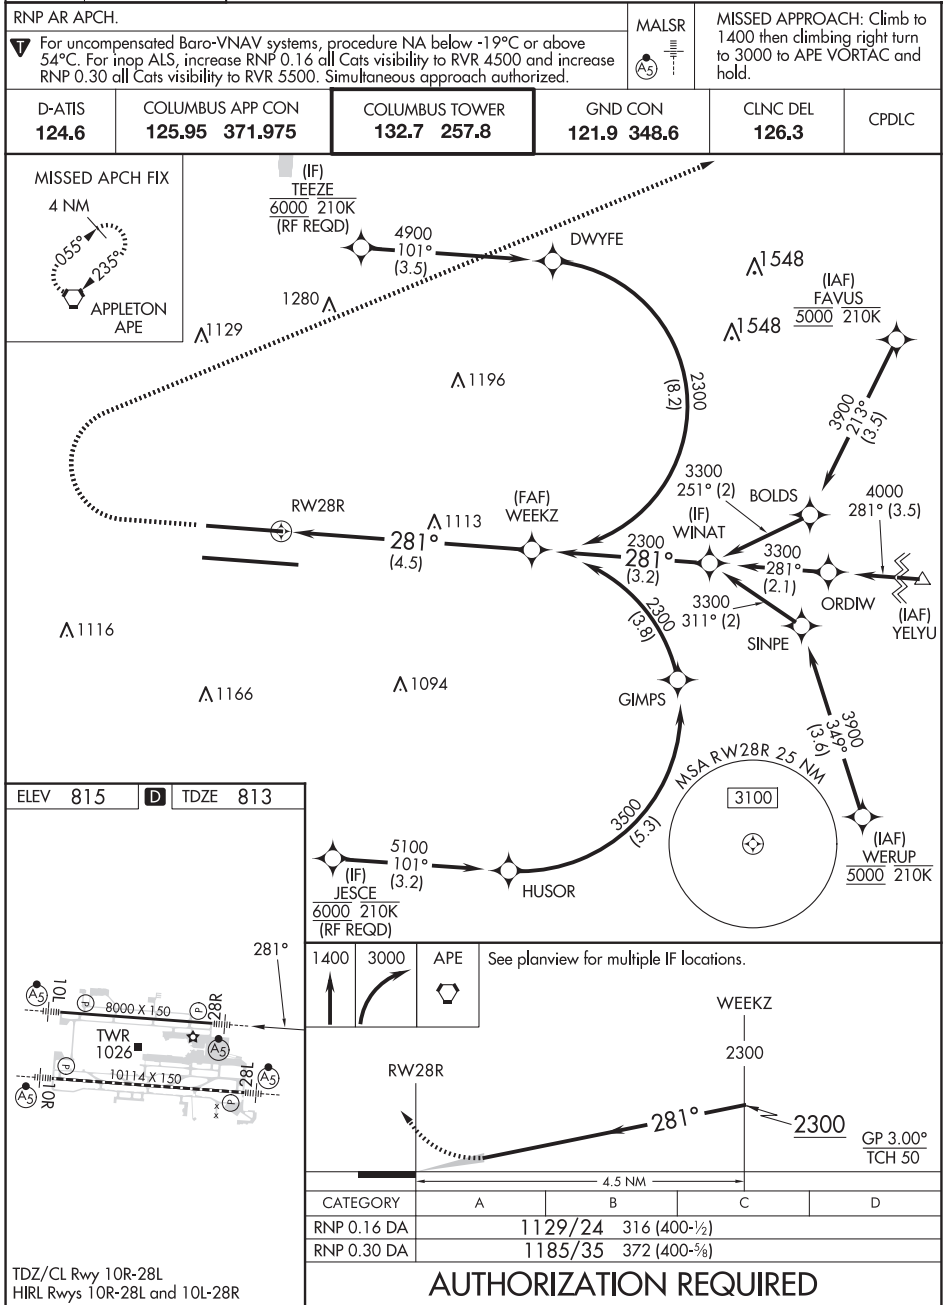 RNP AR APCH.
For uncompensated Baro-VNAV systems, procedure NA below -19°C or above
54°C. For inop ALS, increase RNP 0.16 all Cats visibility to RVR 4500 and increase
RNP 0.30 all Cats visibility to RVR 5500. Simultaneous approach authorized.
T
MALSR
A5
MISSED APPROACH: Climb to
1400 then climbing right turn
to 3000 to APE VORTAC and
hold.
D-ATIS
124.6
COLUMBUS APP CON
125.95 371.975
COLUMBUS TOWER
132.7 257.8
GND CON
121.9 348.6
CLNC DEL
126.3
CPDLC
MISSED APCH FIX
4 NM
055°
235°
APPLETON
APE
(IF)
TEEZE
6000 210K
(RF REQD)
4900
101°
(3.5)
DWYFE
1548
1548
(IAF)
FAVUS
5000 210K
1280
1129
1196
2300
(8.2)
3900
213°
(3.5)
RW28R
1113
(FAF)
WEEKZ
281°
(4.5)
3300
251° (2)
BOLDS
4000
281° (3.5)
(IF)
WINAT
2300
281°
(3.2)
3300
281°
(2.1)
ORDIW
(IAF)
YELYU
3300
311° (2)
SINPE
2300
(3.8)
1116
1166
1094
GIMPS
3900
349°
(3.6)
MSA RW28R 25 NM
3100
3500
(5.3)
(IAF)
WERUP
5000 210K
5100
101°
(3.2)
(IF)
JESCE
6000 210K
(RF REQD)
HUSOR
ELEV 815
D
TDZE 813
281°
A5
10L
P
8000 X 150
P
28R
TWR
1026
A5
P
10114 X 150
28L
A5
A5
10R
P
x
x
TDZ/CL Rwy 10R-28L
HIRL Rwys 10R-28L and 10L-28R
1400
3000
APE
See planview for multiple IF locations.
WEEKZ
2300
RW28R
281°
2300
GP 3.00°
TCH 50
4.5 NM
CATEGORY A B C D
RNP 0.16 DA 1129/24 316 (400-½)
RNP 0.30 DA 1185/35 372 (400-⅝)
AUTHORIZATION REQUIRED